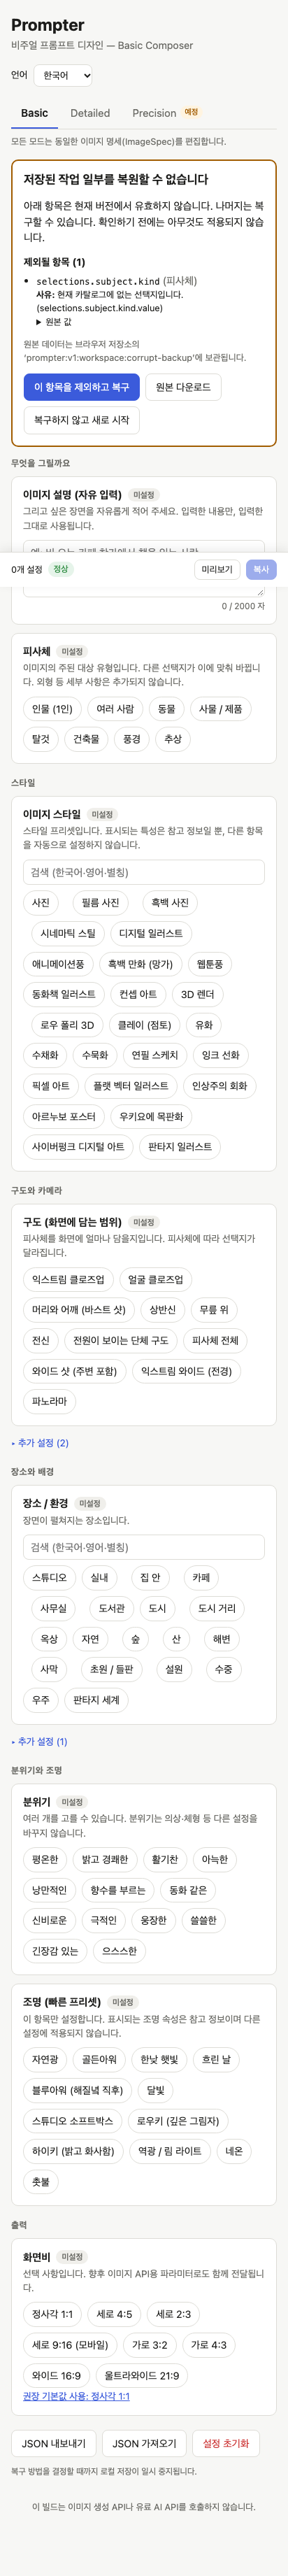 Prompter
비주얼 프롬프트 디자인 — Basic Composer
언어 한국어
Basic Detailed Precision 예정
모든 모드는 동일한 이미지 명세(ImageSpec)를 편집합니다.
저장된 작업 일부를 복원할 수 없습니다
아래 항목은 현재 버전에서 유효하지 않습니다. 나머지는 복
구할 수 있습니다. 확인하기 전에는 아무것도 적용되지 않습니
다.
제외될 항목 (1)
• selections.subject.kind (피사체)
사유: 현재 카탈로그에 없는 선택지입니다.
(selections.subject.kind.value)
▶ 원본 값
원본 데이터는 브라우저 저장소의
'prompter:v1:workspace:corrupt-backup'에 보관됩니다.
이 항목을 제외하고 복구 원본 다운로드
복구하지 않고 새로 시작
무엇을 그릴까요
이미지 설명 (자유 입력) 미설정
그리고 싶은 장면을 자유롭게 적어 주세요. 입력한 내용만, 입력한
그대로 사용됩니다.
0개 설정 정상 미리보기 복사
0 / 2000 자
피사체 미설정
이미지의 주된 대상 유형입니다. 다른 선택지가 이에 맞춰 바뀝니
다. 외형 등 세부 사항은 추가되지 않습니다.
인물 (1인) 여러 사람 동물 사물 / 제품
탈것 건축물 풍경 추상
스타일
이미지 스타일 미설정
스타일 프리셋입니다. 표시되는 특성은 참고 정보일 뿐, 다른 항목
을 자동으로 설정하지 않습니다.
검색 (한국어·영어·별칭)
사진 필름 사진 흑백 사진
시네마틱 스틸 디지털 일러스트
애니메이션풍 흑백 만화 (망가) 웹툰풍
동화책 일러스트 컨셉 아트 3D 렌더
로우 폴리 3D 클레이 (점토) 유화
수채화 수묵화 연필 스케치 잉크 선화
픽셀 아트 플랫 벡터 일러스트 인상주의 회화
아르누보 포스터 우키요에 목판화
사이버펑크 디지털 아트 판타지 일러스트
구도와 카메라
구도 (화면에 담는 범위) 미설정
피사체를 화면에 얼마나 담을지입니다. 피사체에 따라 선택지가
달라집니다.
익스트림 클로즈업 얼굴 클로즈업
머리와 어깨 (바스트 샷) 상반신 무릎 위
전신 전원이 보이는 단체 구도 피사체 전체
와이드 샷 (주변 포함) 익스트림 와이드 (전경)
파노라마
▸ 추가 설정 (2)
장소와 배경
장소 / 환경 미설정
장면이 펼쳐지는 장소입니다.
검색 (한국어·영어·별칭)
스튜디오 실내 집 안 카페
사무실 도서관 도시 도시 거리
옥상 자연 숲 산 해변
사막 초원 / 들판 설원 수중
우주 판타지 세계
▸ 추가 설정 (1)
분위기와 조명
분위기 미설정
여러 개를 고를 수 있습니다. 분위기는 의상·체형 등 다른 설정을
바꾸지 않습니다.
평온한 밝고 경쾌한 활기찬 아늑한
낭만적인 향수를 부르는 동화 같은
신비로운 극적인 웅장한 쓸쓸한
긴장감 있는 으스스한
조명 (빠른 프리셋) 미설정
이 항목만 설정합니다. 표시되는 조명 속성은 참고 정보이며 다른
설정에 적용되지 않습니다.
자연광 골든아워 한낮 햇빛 흐린 날
블루아워 (해질녘 직후) 달빛
스튜디오 소프트박스 로우키 (깊은 그림자)
하이키 (밝고 화사함) 역광 / 림 라이트 네온
촛불
출력
화면비 미설정
선택 사항입니다. 향후 이미지 API용 파라미터로도 함께 전달됩니
다.
정사각 1:1 세로 4:5 세로 2:3
세로 9:16 (모바일) 가로 3:2 가로 4:3
와이드 16:9 울트라와이드 21:9
권장 기본값 사용: 정사각 1:1
JSON 내보내기 JSON 가져오기 설정 초기화
복구 방법을 결정할 때까지 로컬 저장이 일시 중지됩니다.
이 빌드는 이미지 생성 API나 유료 AI API를 호출하지 않습니다.